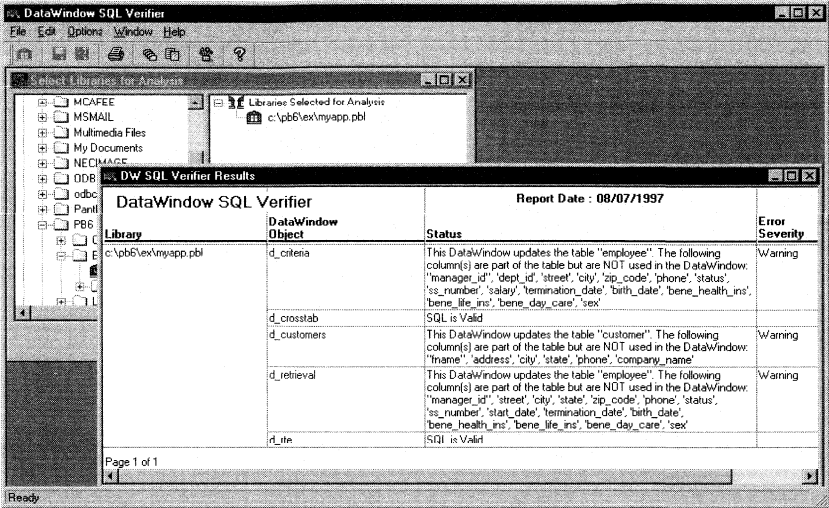 DataWindow SQL Verifier
File Edit Options Window Help
Select Libraries for Analysis
MCAFEE
MSMAIL
Multimedia Files
My Documents
NECIMAGE
ODB
odbc
Pantl
PB6
Libraries Selected for Analysis
c:\pb6\ex\myapp.pbl
DW SQL Verifier Results
DataWindow SQL Verifier
Report Date : 08/07/1997
Library
DataWindow
Object
Status
Error
Severity
c:\pb6\ex\myapp.pbl
d_criteria
This DataWindow updates the table "employee". The following
column(s) are part of the table but are NOT used in the DataWindow:
"manager_id", 'dept_id', 'street', 'city', 'zip_code', 'phone', 'status',
'ss_number', 'salary', 'termination_date', 'birth_date', 'bene_health_ins',
'bene_life_ins', 'bene_day_care', 'sex'
Warning
d_crosstab
SQL is Valid
d_customers
This DataWindow updates the table "customer". The following
column(s) are part of the table but are NOT used in the DataWindow:
"fname", 'address', 'city', 'state', 'phone', 'company_name'
Warning
d_retrieval
This DataWindow updates the table "employee". The following
column(s) are part of the table but are NOT used in the DataWindow:
"manager_id", 'street', 'city', 'state', 'zip_code', 'phone', 'status',
'ss_number', 'start_date', 'termination_date', 'birth_date',
'bene_health_ins', 'bene_life_ins', 'bene_day_care', 'sex'
Warning
d_rte
SQL is Valid
Page 1 of 1
Ready